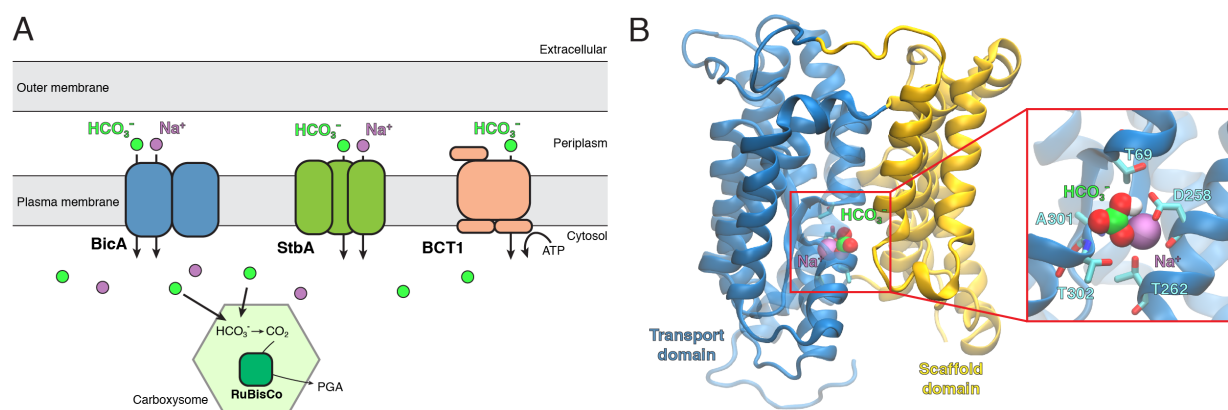 A
Extracellular
Outer membrane
HCO₃⁻ Na⁺
HCO₃⁻ Na⁺
HCO₃⁻
Periplasm
Plasma membrane
Cytosol
BicA
StbA
BCT1
ATP
HCO₃⁻→CO₂
RuBisCo
PGA
Carboxysome
B
HCO₃⁻
Na⁺
Transport
domain
Scaffold
domain
T69
HCO₃⁻
D258
A301
Na⁺
T302
T262